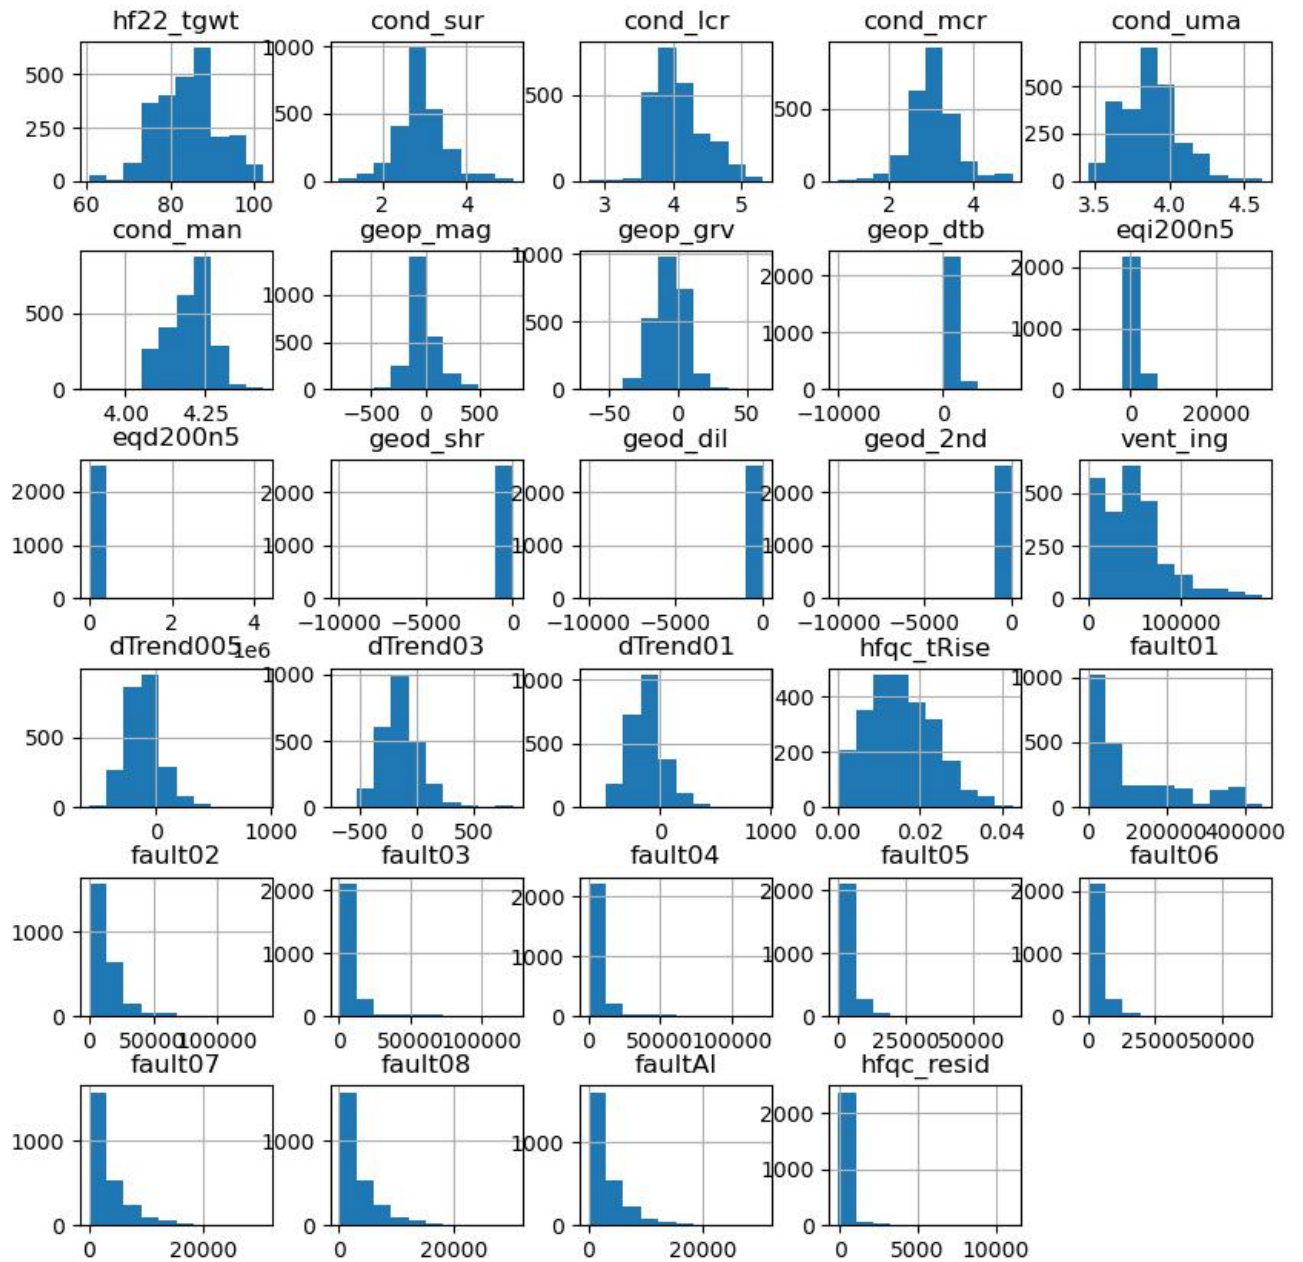 hf22_tgwt cond_sur cond_lcr cond_mcr cond_uma
1000
500 500 500 500 500
250 250
0 0 0 0 0
60 80 100 2 4 3 4 5 2 4 3.5 4.0 4.5
cond_man geop_mag geop_grv geop_dtb eqi200n5
500 1000 1000 2000 2000
500 1000 1000
0 0 0 0 0
4.00 4.25 −500 0 500 −50 0 50 −10000 0 0 20000
eqd200n5 geod_shr geod_dil geod_2nd vent_ing
2000 2000 2000 2000 500
1000 1000 1000 1000 250
0 0 0 0 0
0 2 4 −10000 −5000 0 −10000 −5000 0 −10000 −5000 0 0 100000
dTrend005 1e6 dTrend03 dTrend01 hfqc_tRise fault01
1000 1000 400 1000
500 500 500 200 500
0 0 0 0 0
0 1000 −500 0 500 0 1000 0.00 0.02 0.04 0 200000 400000
fault02 fault03 fault04 fault05 fault06
1000 2000 2000 2000 2000
1000 1000 1000 1000
0 0 0 0 0
0 50000 100000 0 50000 100000 0 50000 100000 0 25000 50000 0 25000 50000
fault07 fault08 faultAl hfqc_resid
1000 1000 1000 2000
1000
0 0 0 0
0 20000 0 20000 0 20000 0 5000 10000